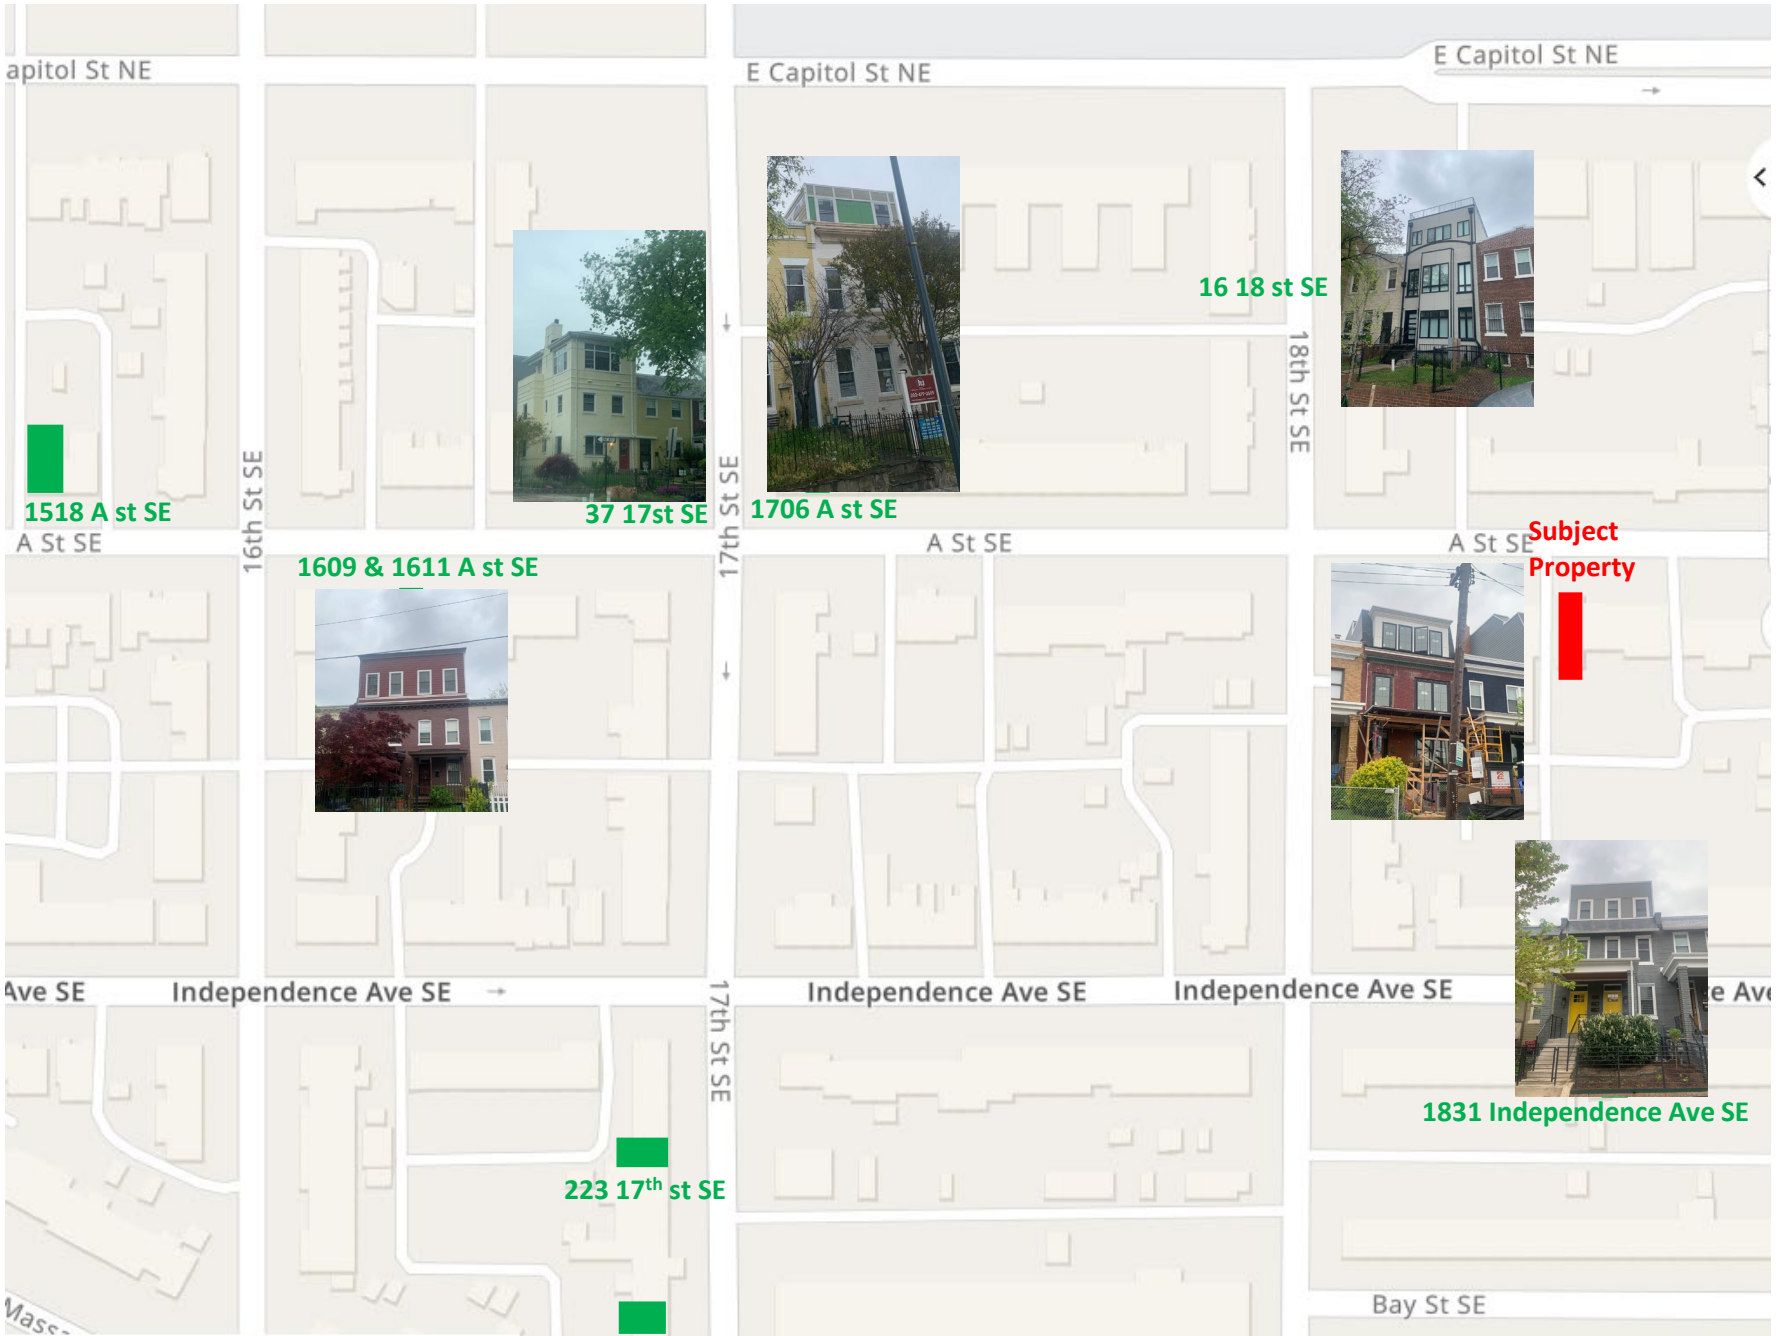 apitol St NE
E Capitol St NE
E Capitol St NE
16 18 st SE
18th St SE
16th St SE
17th St SE
1518 A st SE
37 17st SE
1706 A st SE
A St SE
A St SE
A St SE
Subject
Property
1609 & 1611 A st SE
Ave SE
Independence Ave SE
Independence Ave SE
Independence Ave SE
e Ave
17th St SE
1831 Independence Ave SE
223 17th st SE
Bay St SE
Mass